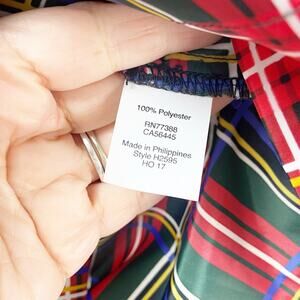 100% Polyester
RN77388
CA56445
Made in Philippines
Style H2595
HO 17